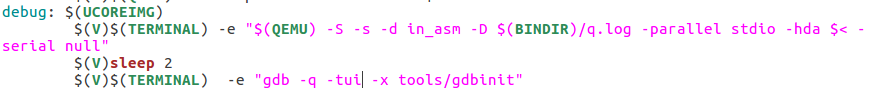 debug: $(UCOREIMG)
$(V)$(TERMINAL) -e "$(QEMU) -S -s -d in_asm -D $(BINDIR)/q.log -parallel stdio -hda $< -
serial null"
$(V)sleep 2
$(V)$(TERMINAL)  -e "gdb -q -tui -x tools/gdbinit"